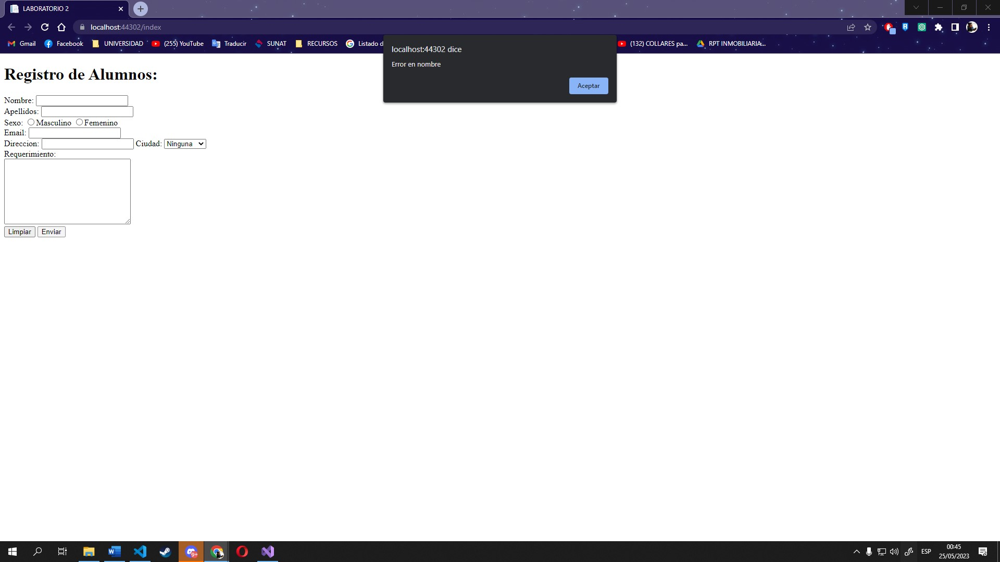 LABORATORIO 2
localhost:44302/index
Gmail Facebook UNIVERSIDAD (255) YouTube Traducir SUNAT RECURSOS Listado d (132) COLLARES pa... RPT INMOBILIARIA...
localhost:44302 dice
Error en nombre
Aceptar
Registro de Alumnos:
Nombre:
Apellidos:
Sexo: Masculino Femenino
Email:
Direccion: Ciudad: Ninguna
Requerimiento:
Limpiar Enviar
9+
ESP
00:45
25/05/2023